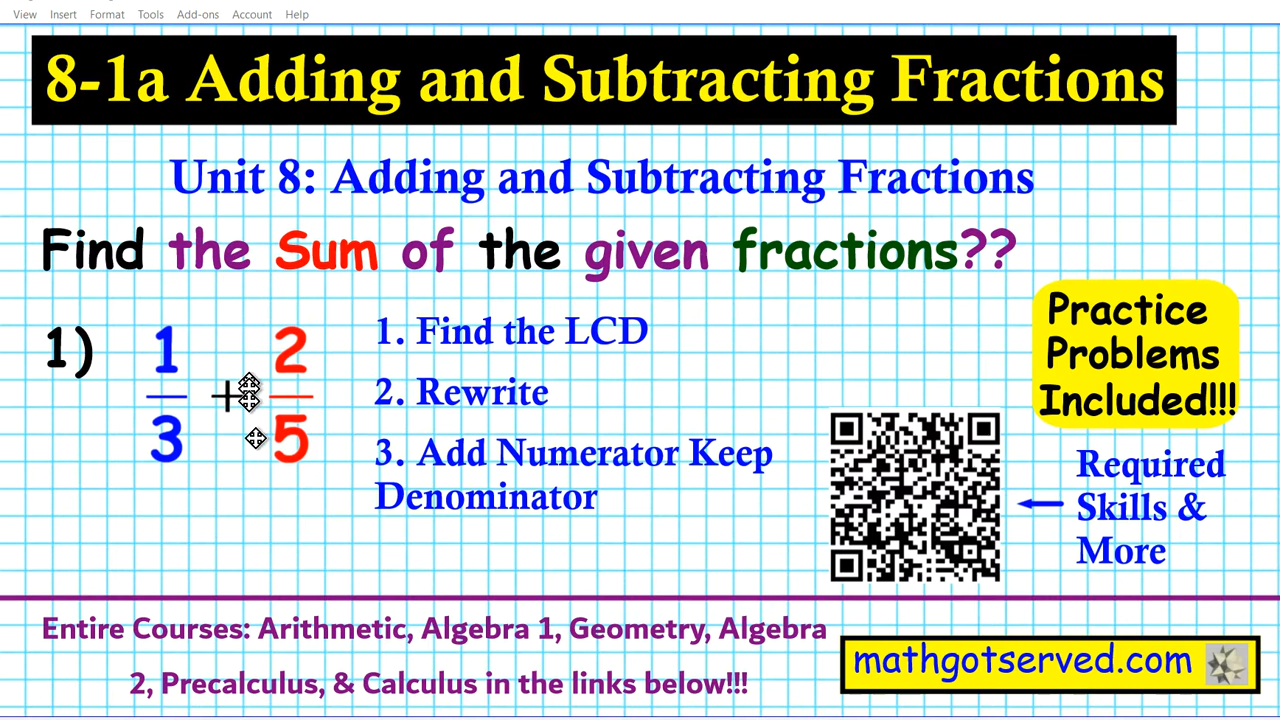 View Insert Format Tools Add-ons Account Help
8-1a Adding and Subtracting Fractions
Unit 8: Adding and Subtracting Fractions
Find the Sum of the given fractions??
1) 1/3 + 2/5
1. Find the LCD
2. Rewrite
3. Add Numerator Keep
Denominator
Practice
Problems
Included!!!
Required
Skills &
More
Entire Courses: Arithmetic, Algebra 1, Geometry, Algebra
2, Precalculus, & Calculus in the links below!!!
mathgotserved.com